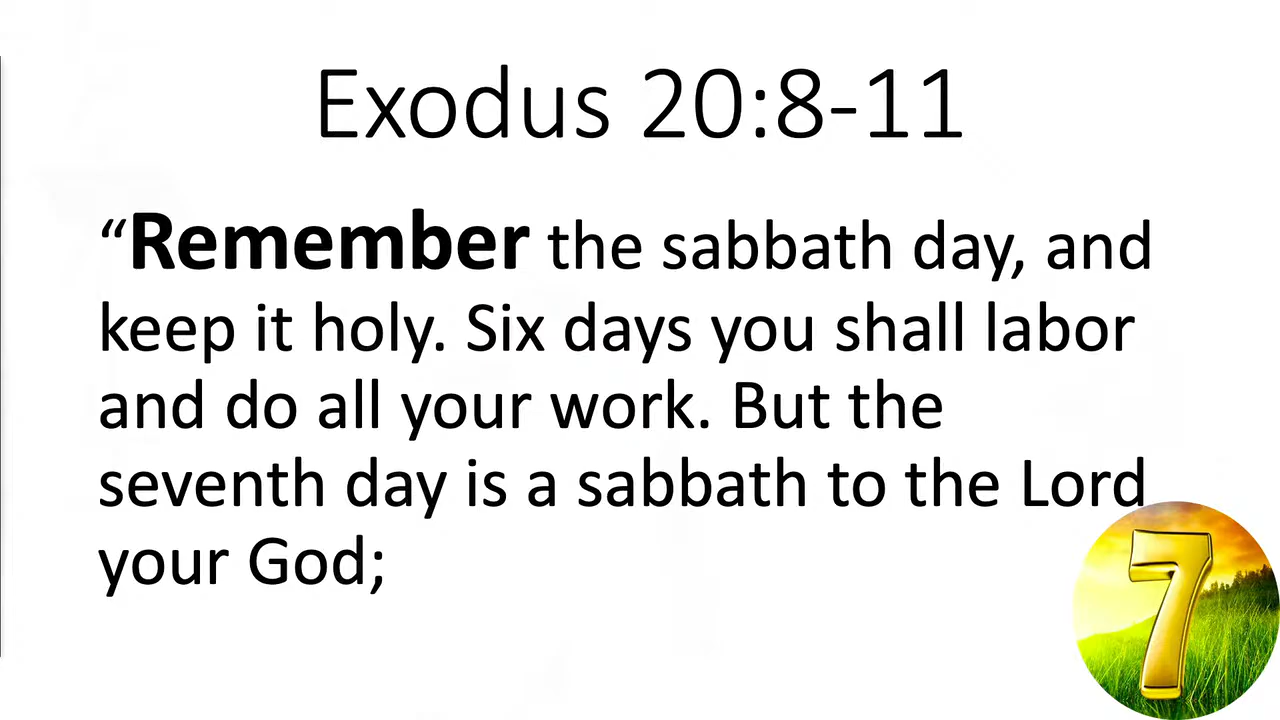 Exodus 20:8-11
“Remember the sabbath day, and
keep it holy. Six days you shall labor
and do all your work. But the
seventh day is a sabbath to the Lord
your God;
7